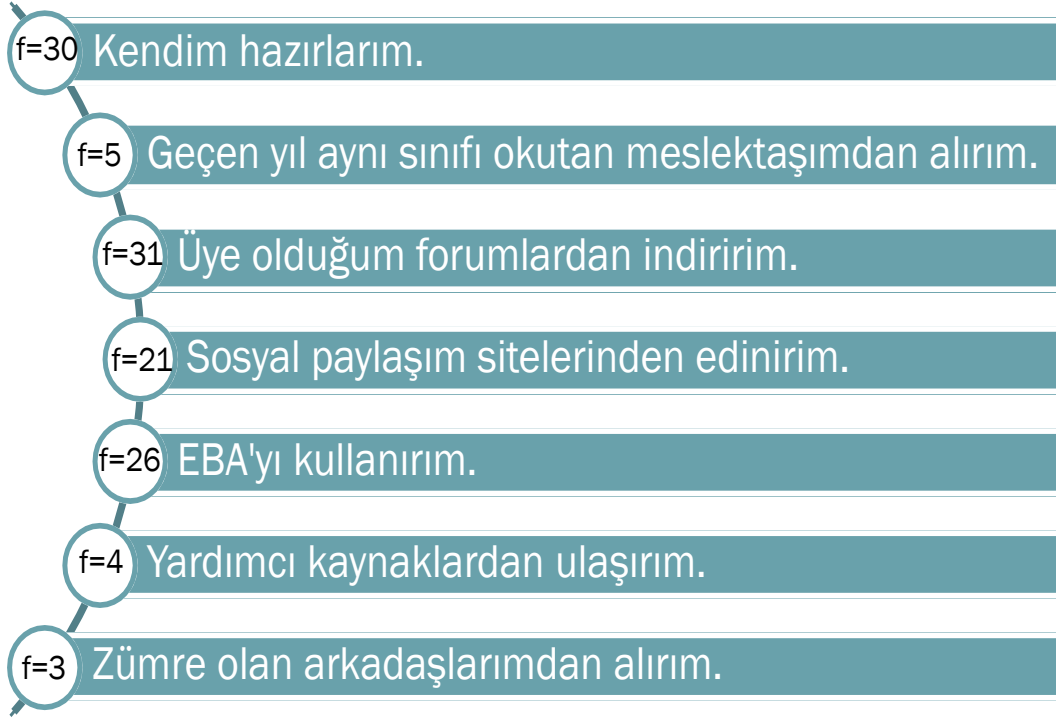 f=30 Kendim hazırlarım.
f=5 Geçen yıl aynı sınıfı okutan meslektaşımdan alırım.
f=31 Üye olduğum forumlardan indiririm.
f=21 Sosyal paylaşım sitelerinden edinirim.
f=26 EBA'yı kullanırım.
f=4 Yardımcı kaynaklardan ulaşırım.
f=3 Zümre olan arkadaşlarımdan alırım.